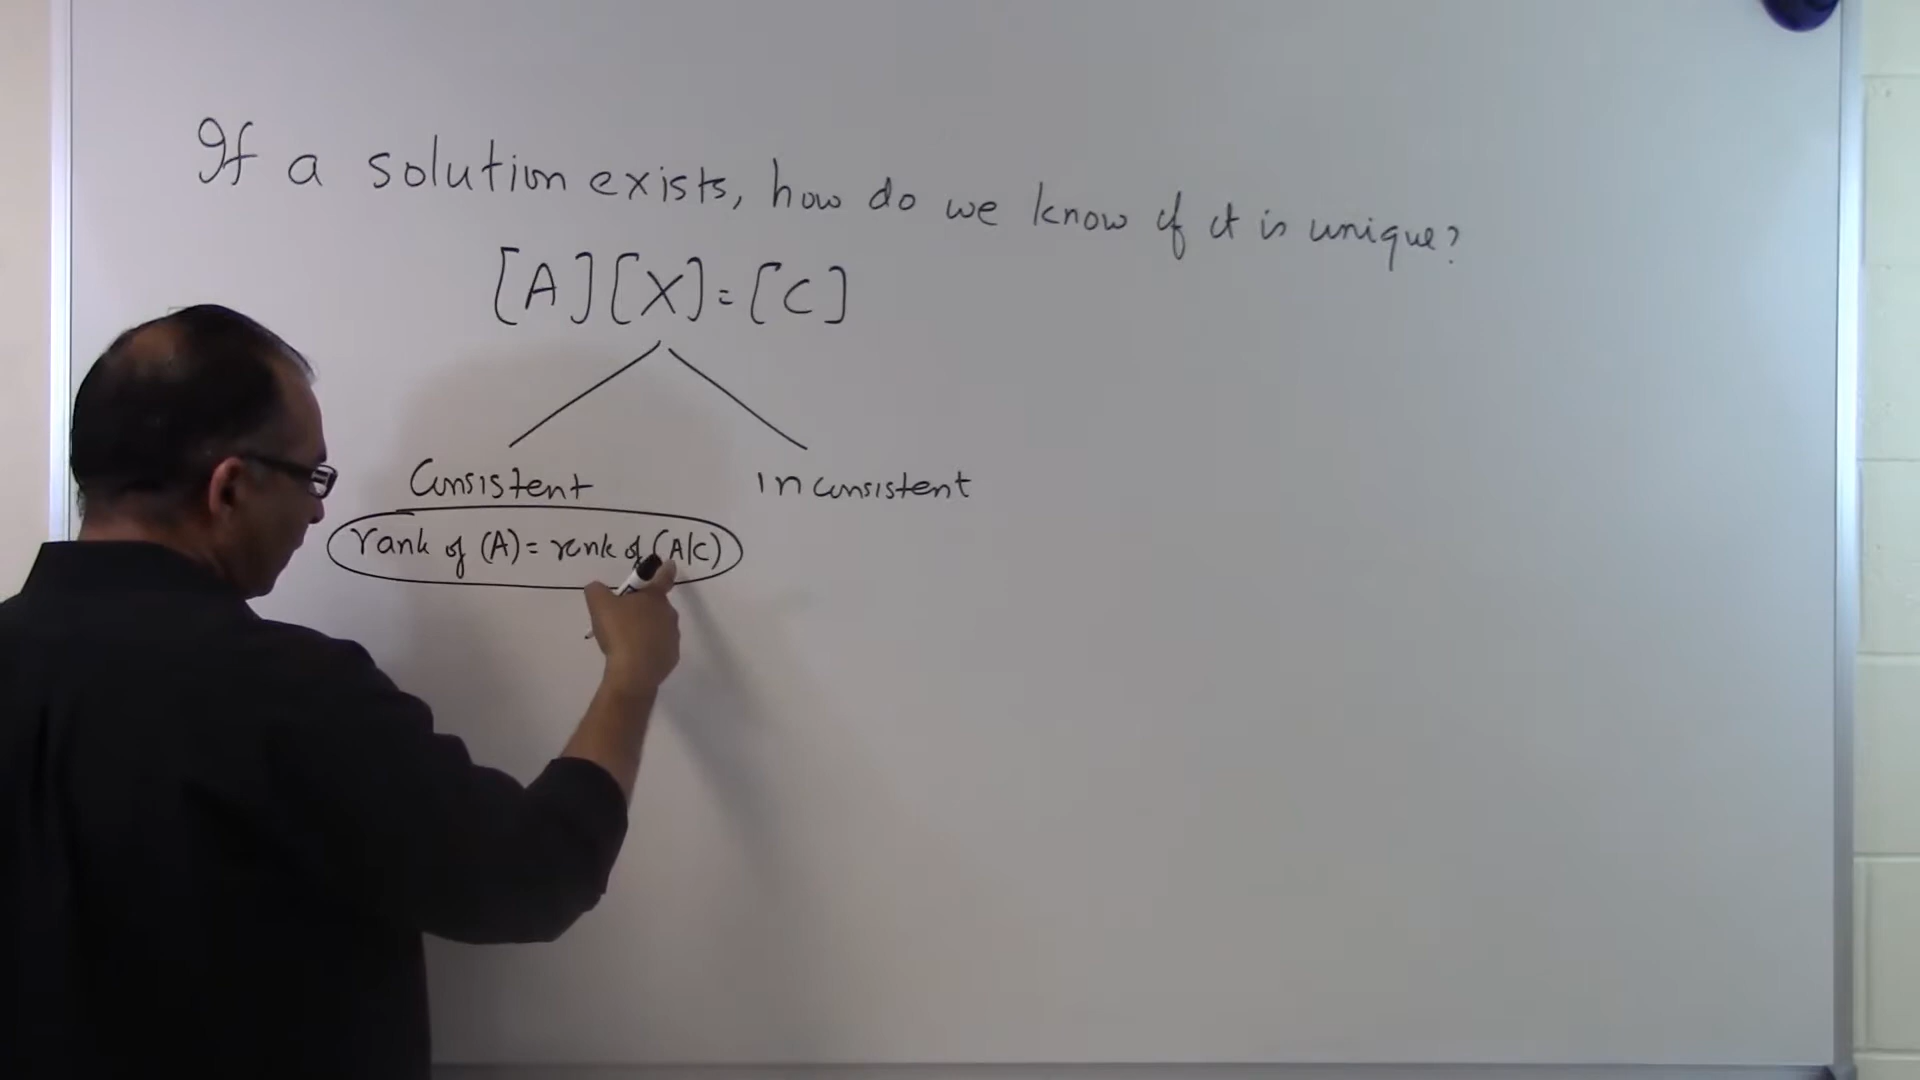 If a solution exists, how do we know if it is unique?
[A][X]=[C]
Consistent
inconsistent
rank of (A) = rank of (A|C)